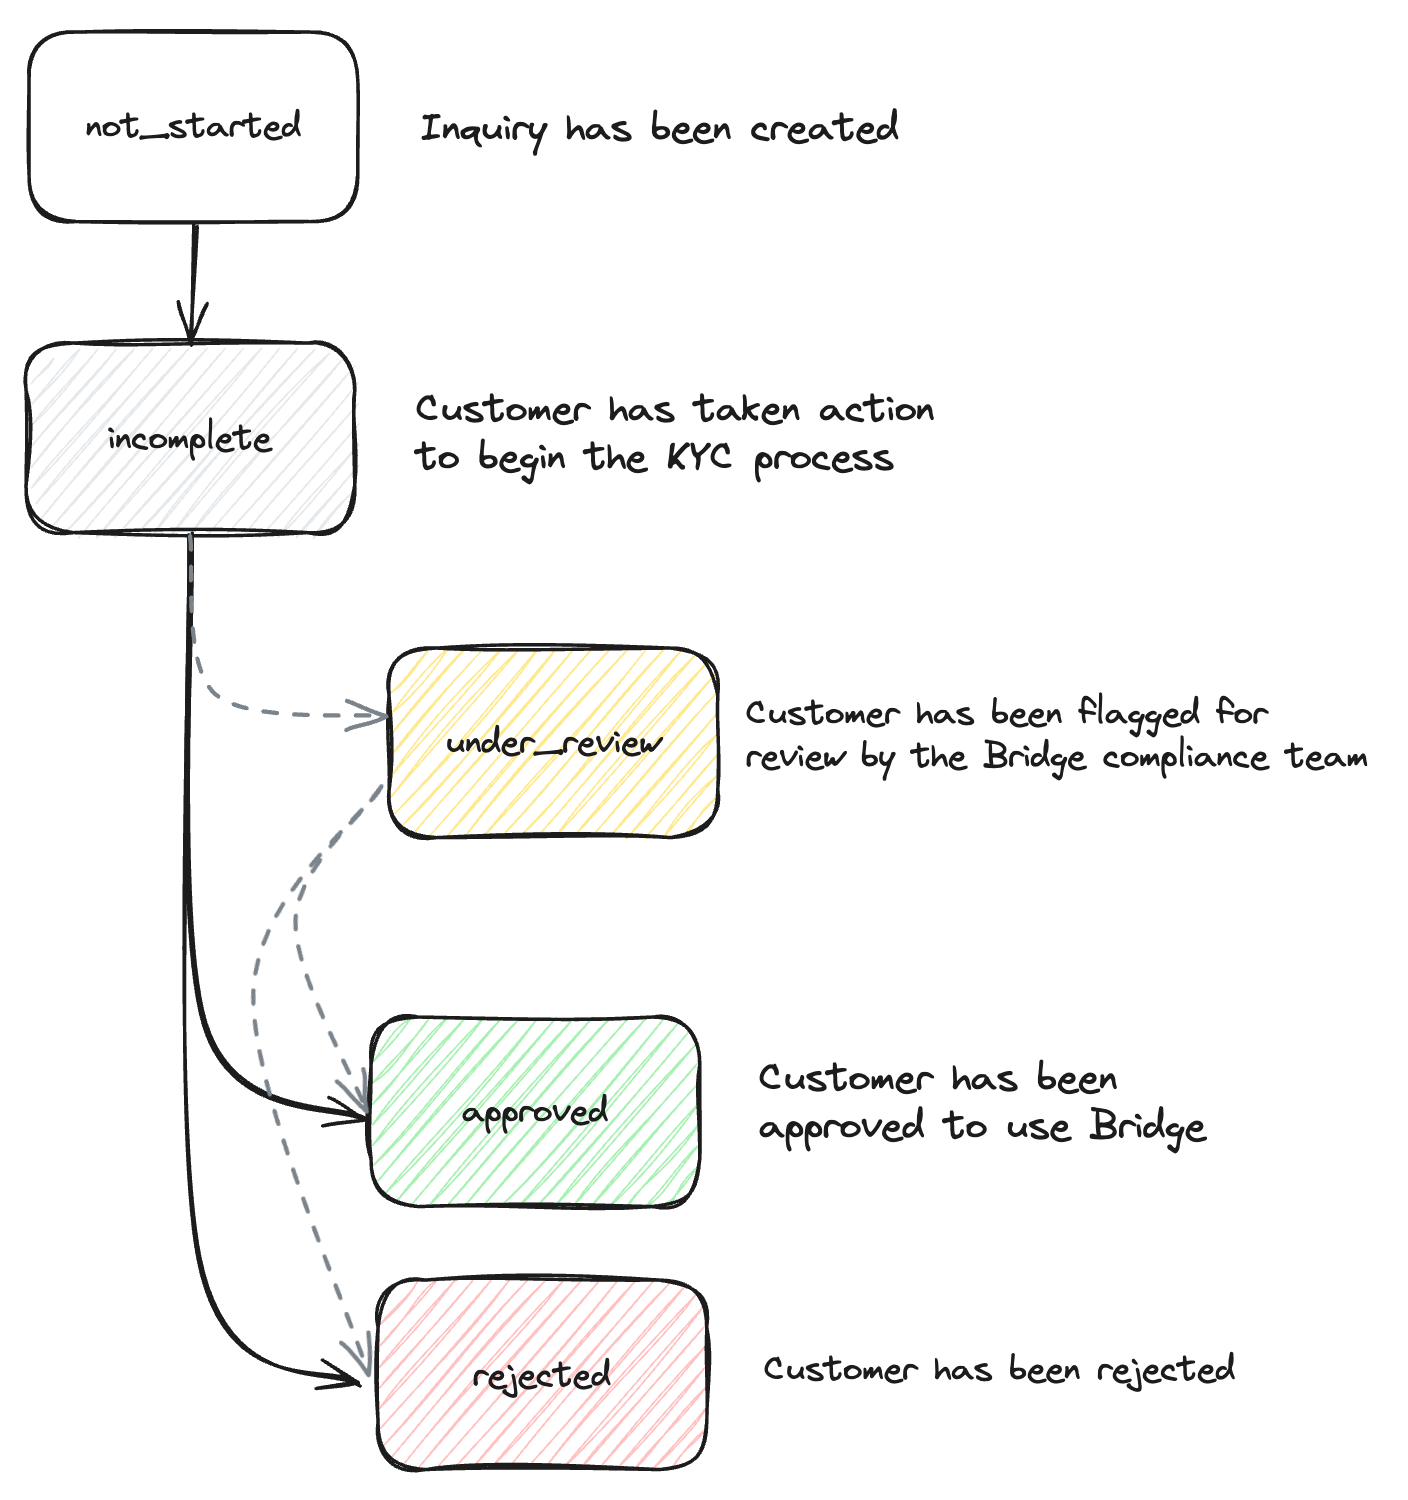 not_started
Inquiry has been created
incomplete
Customer has taken action
to begin the KYC process
under_review
Customer has been flagged for
review by the Bridge compliance team
approved
Customer has been
approved to use Bridge
rejected
Customer has been rejected